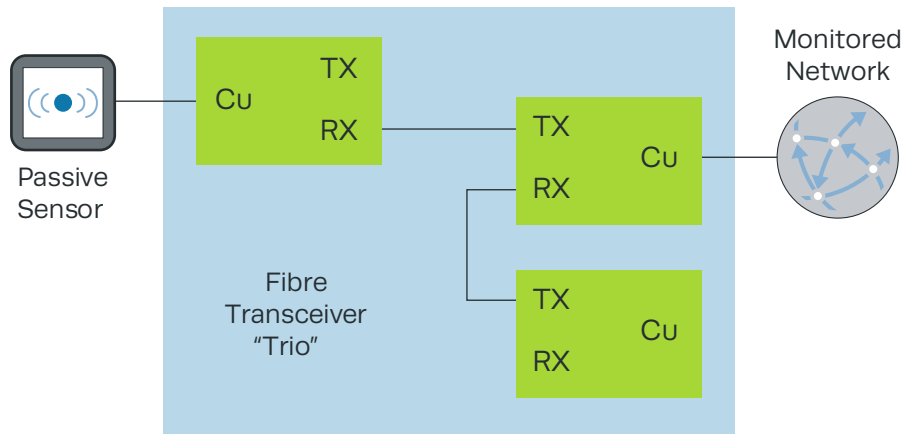 Passive
Sensor
Cu
TX
RX
TX
RX
Cu
Monitored
Network
TX
RX
Cu
Fibre
Transceiver
“Trio”